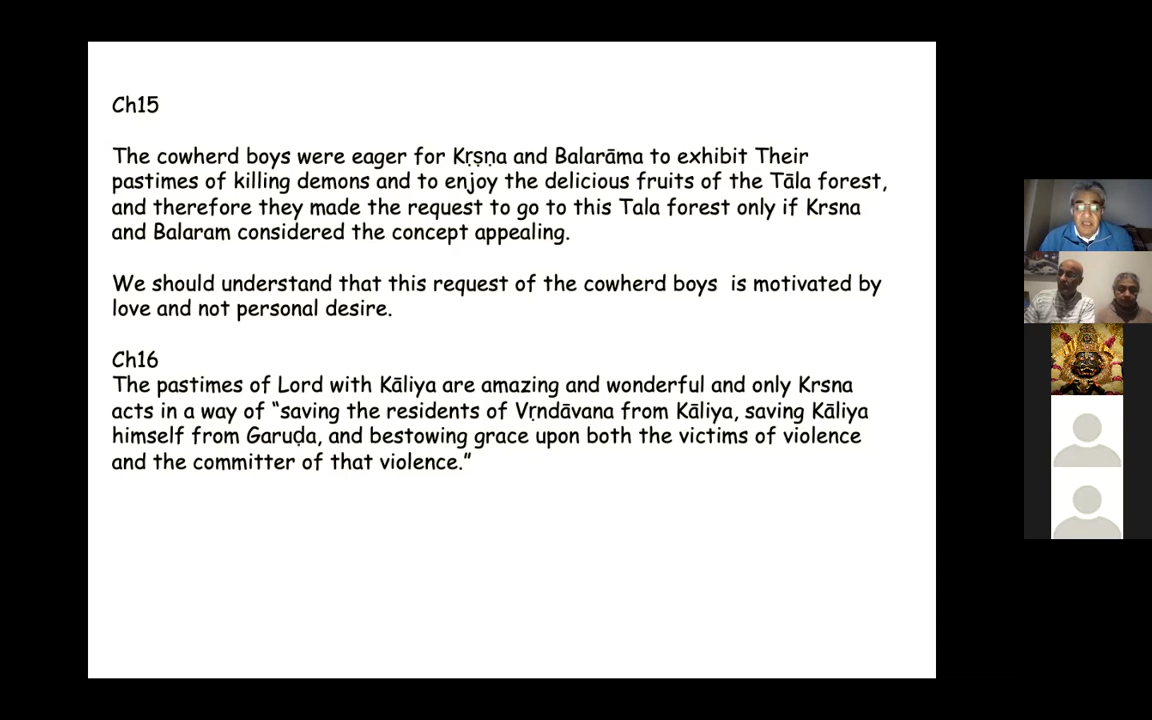 Ch15
The cowherd boys were eager for Kṛṣṇa and Balarāma to exhibit Their
pastimes of killing demons and to enjoy the delicious fruits of the Tāla forest,
and therefore they made the request to go to this Tala forest only if Krsna
and Balaram considered the concept appealing.
We should understand that this request of the cowherd boys  is motivated by
love and not personal desire.
Ch16
The pastimes of Lord with Kāliya are amazing and wonderful and only Krsna
acts in a way of “saving the residents of Vṛndāvana from Kāliya, saving Kāliya
himself from Garuḍa, and bestowing grace upon both the victims of violence
and the committer of that violence.”